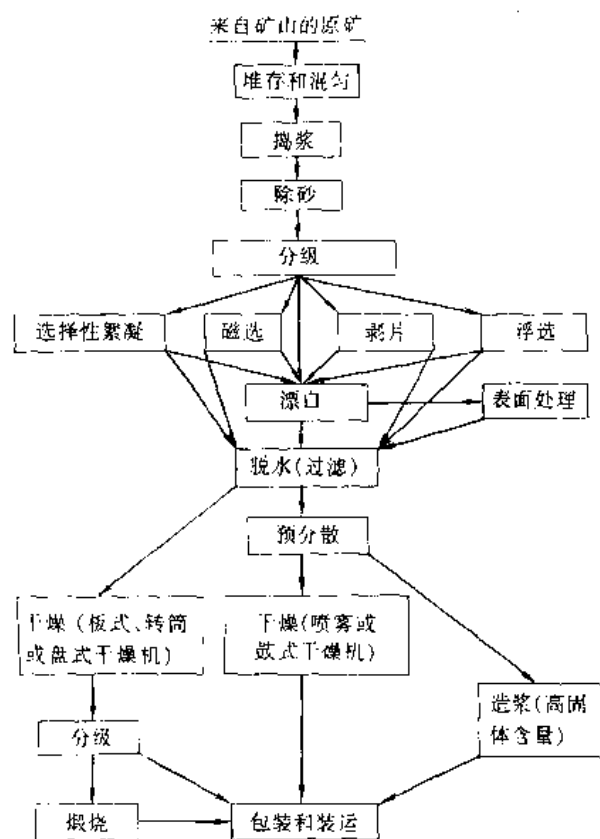 来自矿山的原矿
堆存和混匀
捣浆
除砂
分级
选择性絮凝
磁选
剥片
浮选
漂白
表面处理
脱水(过滤)
预分散
干燥(板式、转筒
或盘式干燥机)
干燥(喷雾或
鼓式干燥机)
造浆(高固
体含量)
分级
煅烧
包装和装运